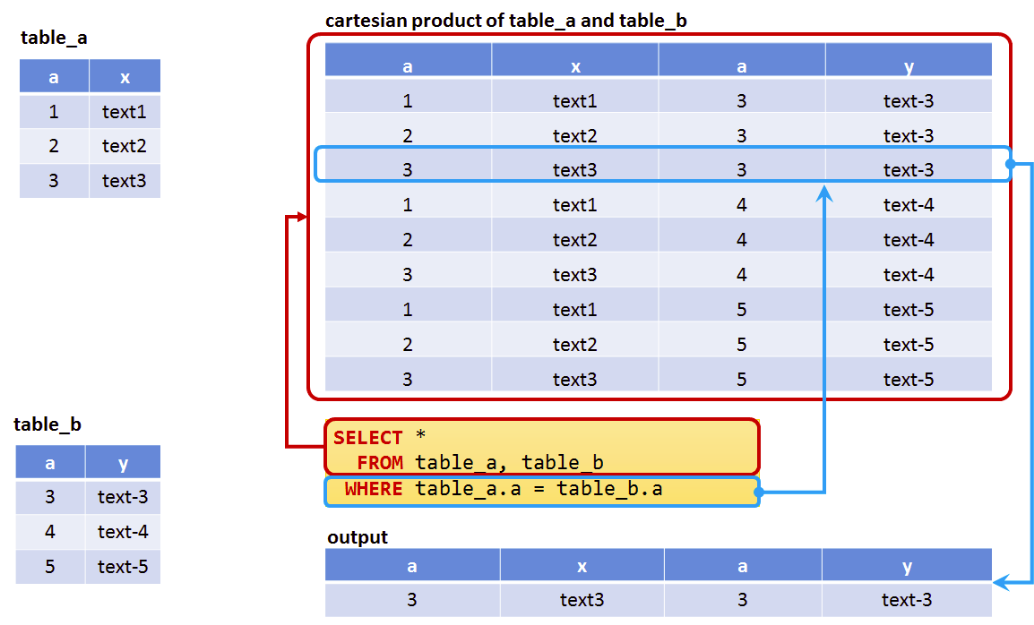 table_a
a x
1 text1
2 text2
3 text3
cartesian product of table_a and table_b
a x a y
1 text1 3 text-3
2 text2 3 text-3
3 text3 3 text-3
1 text1 4 text-4
2 text2 4 text-4
3 text3 4 text-4
1 text1 5 text-5
2 text2 5 text-5
3 text3 5 text-5
table_b
a y
3 text-3
4 text-4
5 text-5
SELECT *
FROM table_a, table_b
WHERE table_a.a = table_b.a
output
a x a y
3 text3 3 text-3